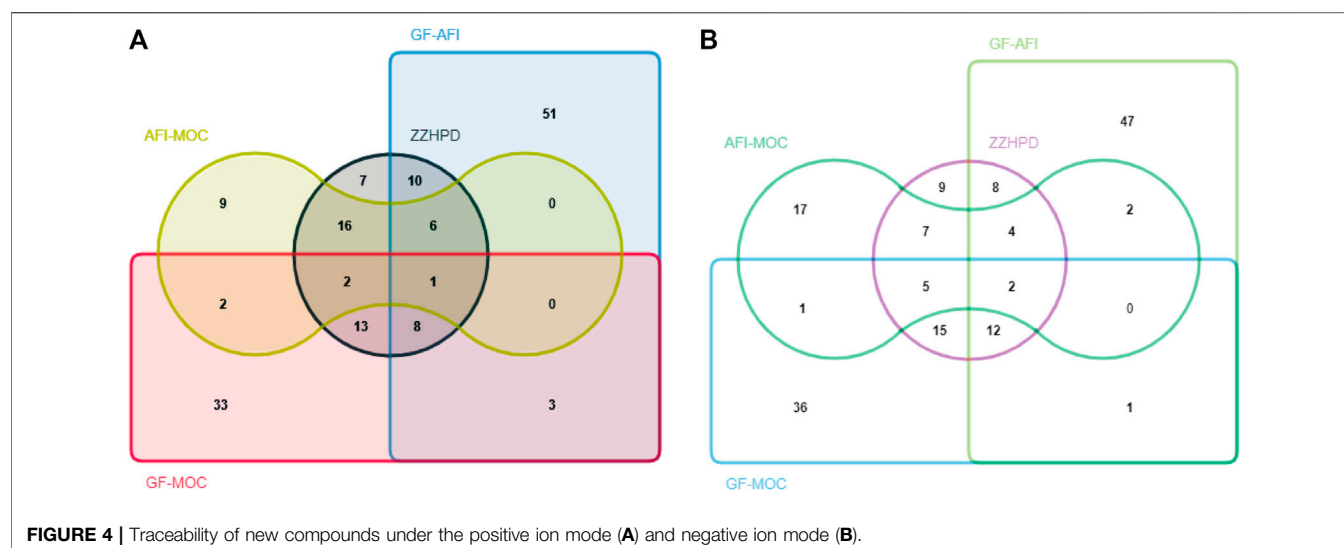 A
GF-AFI
51
AFI-MOC
ZZHPD
7
10
9
0
16
6
2
2
1
0
13
8
33
3
GF-MOC
B
GF-AFI
47
AFI-MOC
ZZHPD
9
8
17
2
7
4
1
5
2
0
15
12
36
1
GF-MOC
FIGURE 4 | Traceability of new compounds under the positive ion mode (A) and negative ion mode (B).